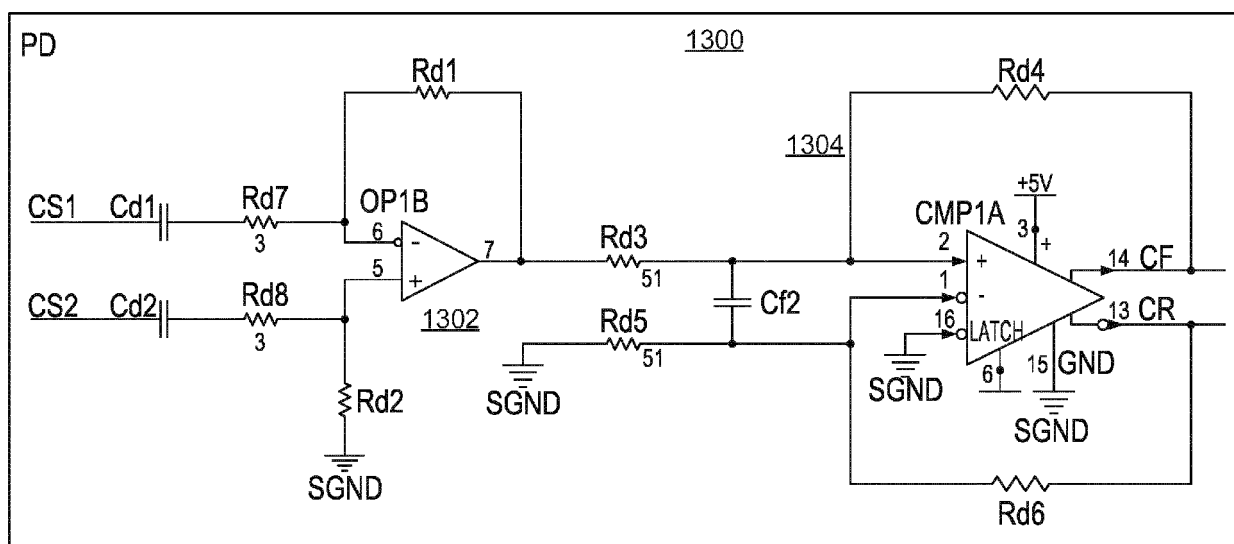 PD
1300
Rd1
Rd4
1304
+5V
CS1
Cd1
Rd7
3
OP1B
6
-
5
+
7
CMP1A
3
+
Rd3
51
2
+
14
CF
1
-
13
CR
CS2
Cd2
Rd8
3
1302
Cf2
16
LATCH
Rd5
51
SGND
SGND
6
15
GND
SGND
Rd2
SGND
Rd6